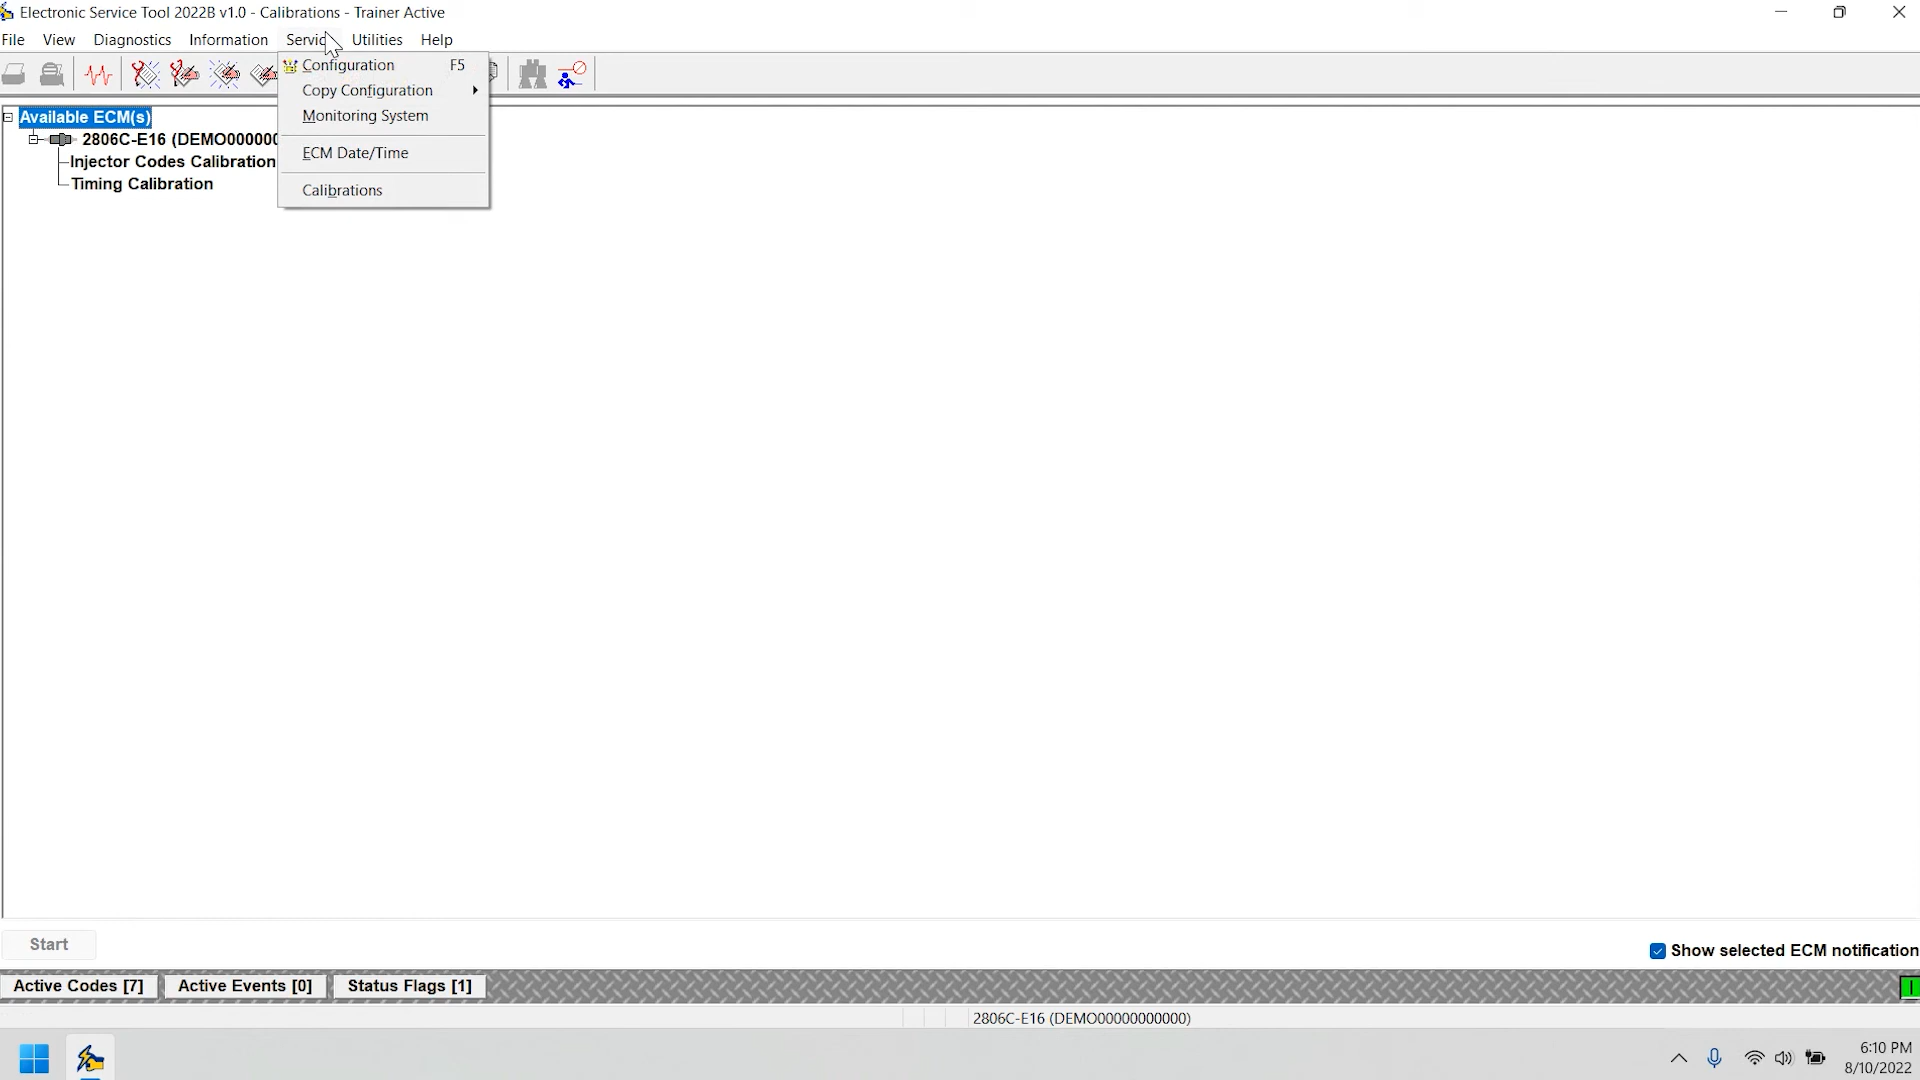 Electronic Service Tool 2022B v1.0 - Calibrations - Trainer Active
File View Diagnostics Information Servic Utilities Help
Configuration F5
Copy Configuration
Monitoring System
ECM Date/Time
Calibrations
Available ECM(s)
2806C-E16 (DEMO000000
Injector Codes Calibration
Timing Calibration
Start
Show selected ECM notification
Active Codes [7] Active Events [0] Status Flags [1]
2806C-E16 (DEMO00000000000)
6:10 PM
8/10/2022